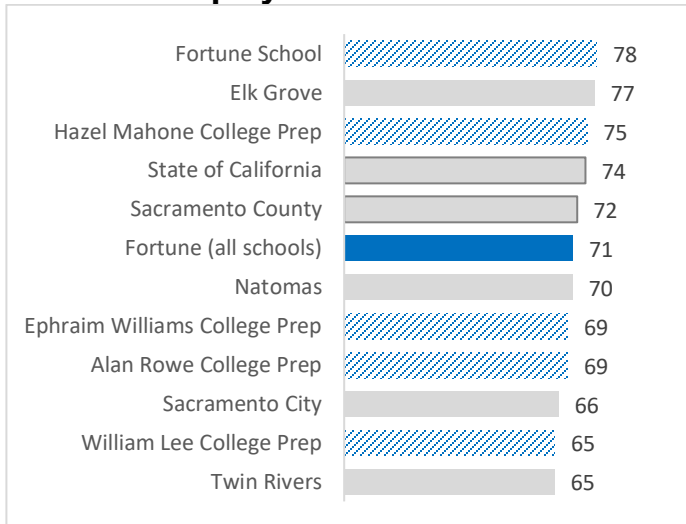 Fortune School 78
Elk Grove 77
Hazel Mahone College Prep 75
State of California 74
Sacramento County 72
Fortune (all schools) 71
Natomas 70
Ephraim Williams College Prep 69
Alan Rowe College Prep 69
Sacramento City 66
William Lee College Prep 65
Twin Rivers 65